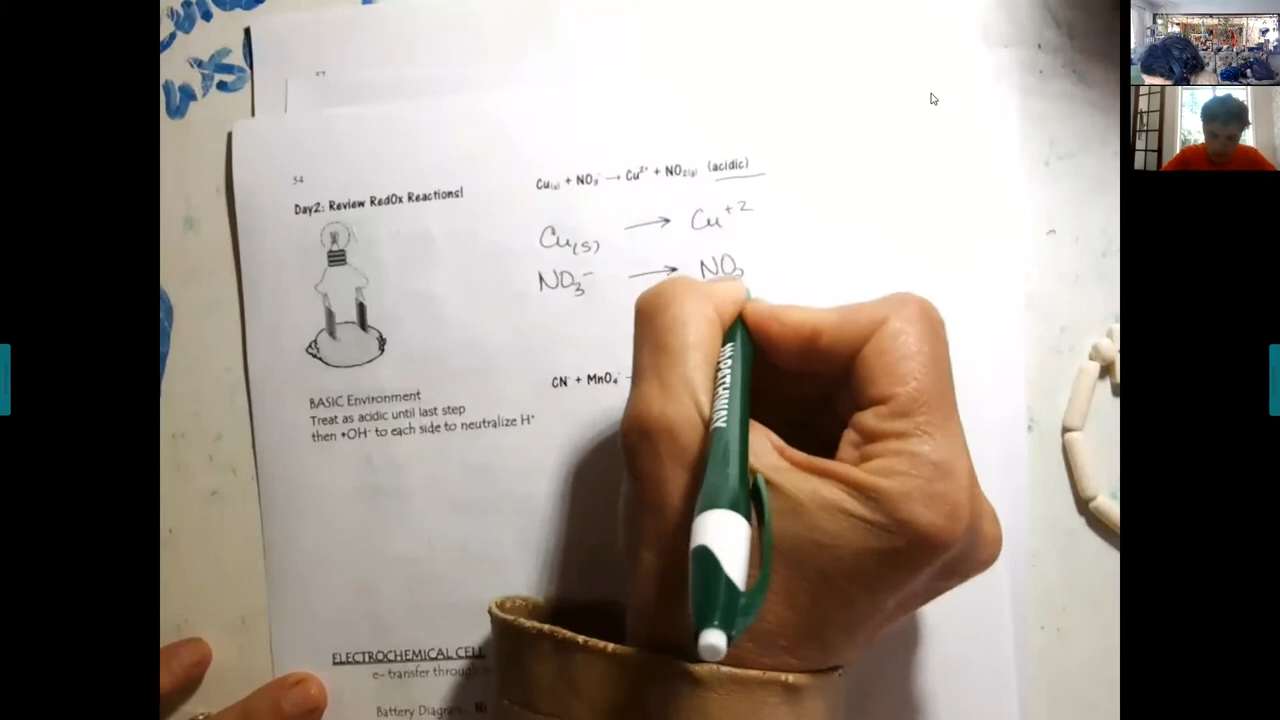 54
Day2: Review RedOx Reactions!
Cu(s) + NO3⁻ → Cu²⁺ + NO2(g) (acidic)
Cu(s) → Cu⁺²
NO3⁻ → NO2
CN⁻ + MnO4⁻
BASIC Environment
Treat as acidic until last step
then +OH⁻ to each side to neutralize H⁺
PATHWAY
ELECTROCHEMICAL CELL
e- transfer through
Battery Diagram